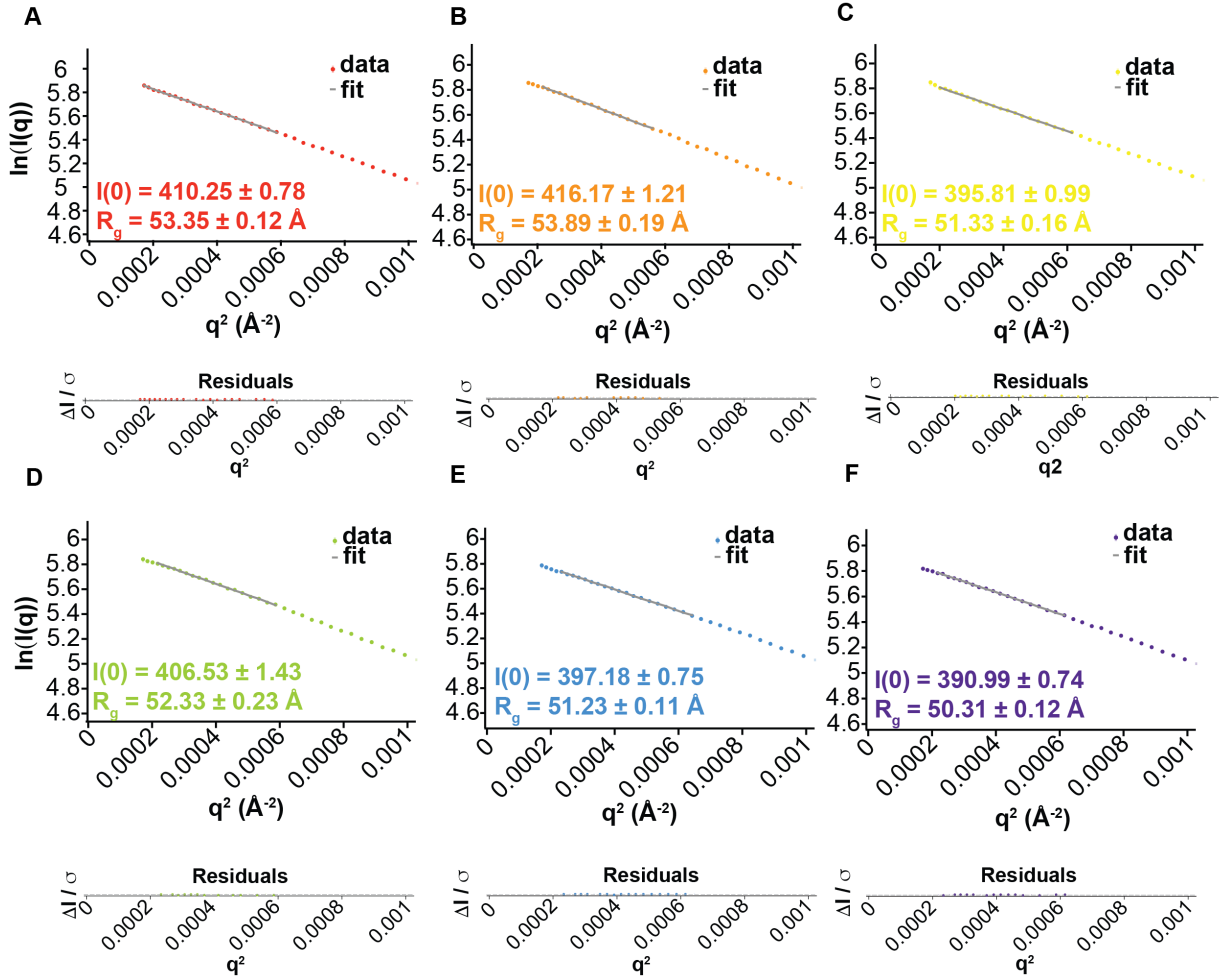 A
ln(I(q))
6
5.8
5.6
5.4
5.2
5
4.8
4.6
data
fit
I(0) = 410.25 ± 0.78
Rg = 53.35 ± 0.12 Å
0
0.0002
0.0004
0.0006
0.0008
0.001
q² (Å⁻²)
Residuals
ΔI / σ
0
0.0002
0.0004
0.0006
0.0008
0.001
q²
B
6
5.8
5.6
5.4
5.2
5
4.8
4.6
data
fit
I(0) = 416.17 ± 1.21
Rg = 53.89 ± 0.19 Å
0
0.0002
0.0004
0.0006
0.0008
0.001
q² (Å⁻²)
Residuals
ΔI / σ
0
0.0002
0.0004
0.0006
0.0008
0.001
q²
C
6
5.8
5.6
5.4
5.2
5
4.8
4.6
data
fit
I(0) = 395.81 ± 0.99
Rg = 51.33 ± 0.16 Å
0
0.0002
0.0004
0.0006
0.0008
0.001
q² (Å⁻²)
Residuals
ΔI / σ
0
0.0002
0.0004
0.0006
0.0008
0.001
q2
D
ln(I(q))
6
5.8
5.6
5.4
5.2
5
4.8
4.6
data
fit
I(0) = 406.53 ± 1.43
Rg = 52.33 ± 0.23 Å
0
0.0002
0.0004
0.0006
0.0008
0.001
q² (Å⁻²)
Residuals
ΔI / σ
0
0.0002
0.0004
0.0006
0.0008
0.001
q²
E
6
5.8
5.6
5.4
5.2
5
4.8
4.6
data
fit
I(0) = 397.18 ± 0.75
Rg = 51.23 ± 0.11 Å
0
0.0002
0.0004
0.0006
0.0008
0.001
q² (Å⁻²)
Residuals
ΔI / σ
0
0.0002
0.0004
0.0006
0.0008
0.001
q²
F
6
5.8
5.6
5.4
5.2
5
4.8
4.6
data
fit
I(0) = 390.99 ± 0.74
Rg = 50.31 ± 0.12 Å
0
0.0002
0.0004
0.0006
0.0008
0.001
q² (Å⁻²)
Residuals
ΔI / σ
0
0.0002
0.0004
0.0006
0.0008
0.001
q²